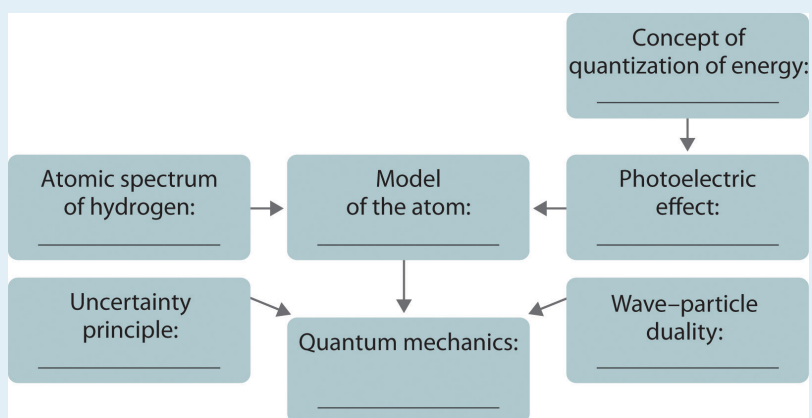 Concept of
quantization of energy:
Atomic spectrum
of hydrogen:
Model
of the atom:
Photoelectric
effect:
Uncertainty
principle:
Quantum mechanics:
Wave–particle
duality: